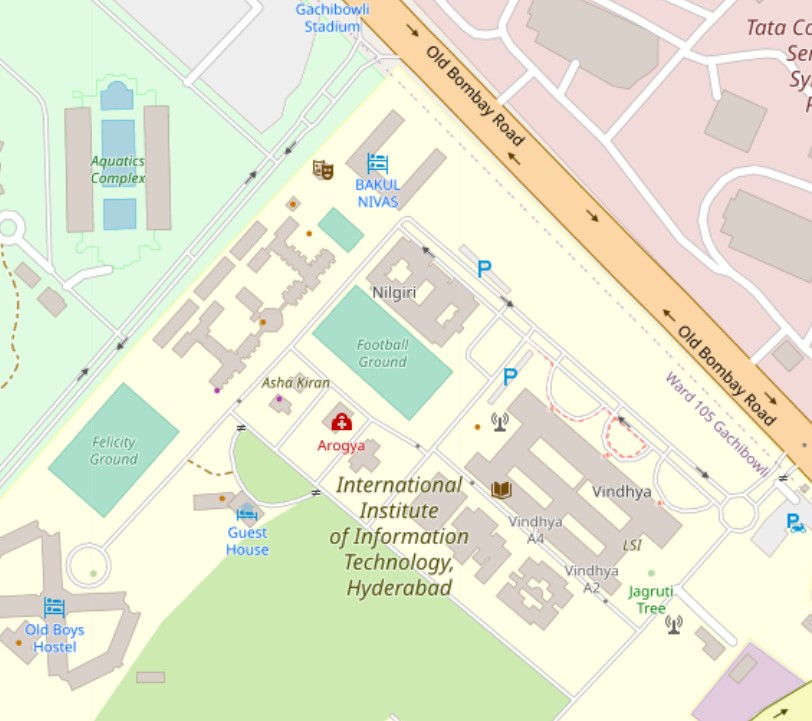 Gachibowli
Stadium
Old Bombay Road
Tata Co
Ser
Sy
Aquatics
Complex
BAKUL
NIVAS
P
Nilgiri
Football
Ground
P
Old Bombay Road
Ward 105 Gachibowli
Asha Kiran
Arogya
Felicity
Ground
International
Institute
of Information
Technology,
Hyderabad
Vindhya
Vindhya
A4
LSI
Vindhya
A2
Guest
House
P
Jagruti
Tree
Old Boys
Hostel